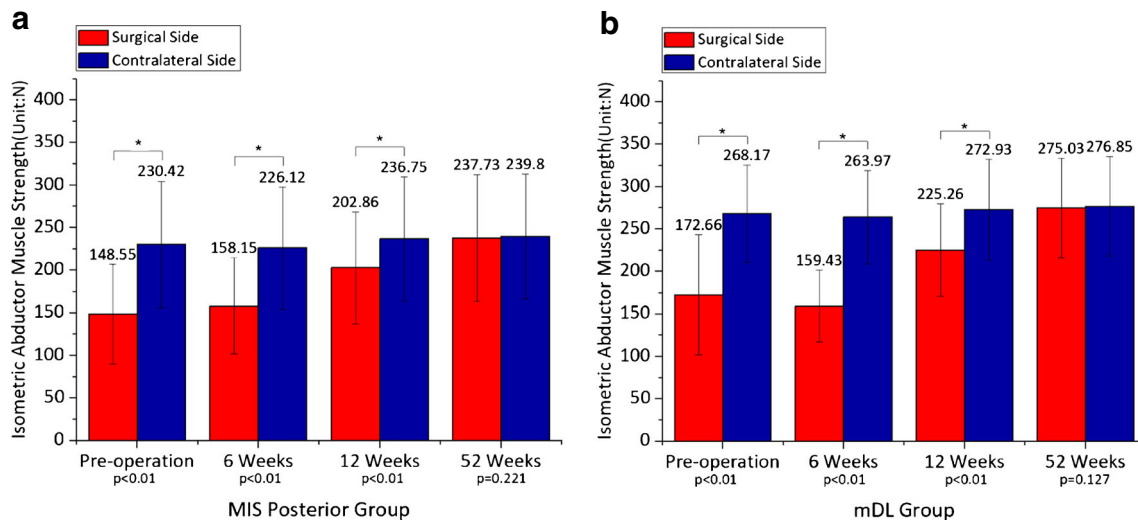 a
Surgical Side
Contralateral Side
Isometric Abductor Muscle Strength(Unit:N)
400
350
300
250
200
150
100
50
0
*
*
*
148.55
230.42
158.15
226.12
202.86
236.75
237.73
239.8
Pre-operation
p<0.01
6 Weeks
p<0.01
12 Weeks
p<0.01
52 Weeks
p=0.221
MIS Posterior Group
b
Surgical Side
Contralateral Side
Isometric Abductor Muscle Strength(Unit:N)
400
350
300
250
200
150
100
50
0
*
*
*
172.66
268.17
159.43
263.97
225.26
272.93
275.03
276.85
Pre-operation
p<0.01
6 Weeks
p<0.01
12 Weeks
p<0.01
52 Weeks
p=0.127
mDL Group